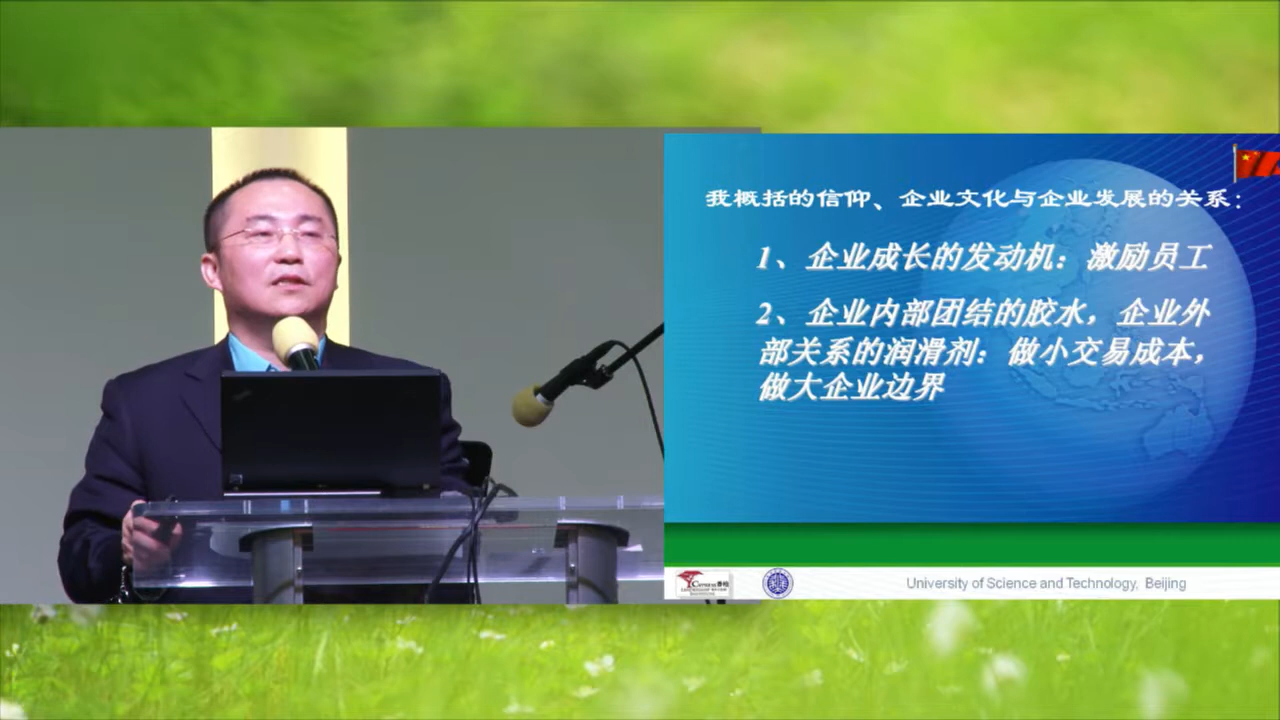 我概括的信仰、企业文化与企业发展的关系：
1、企业成长的发动机：激励员工
2、企业内部团结的胶水，企业外
部关系的润滑剂：做小交易成本，
做大企业边界
University of Science and Technology, Beijing